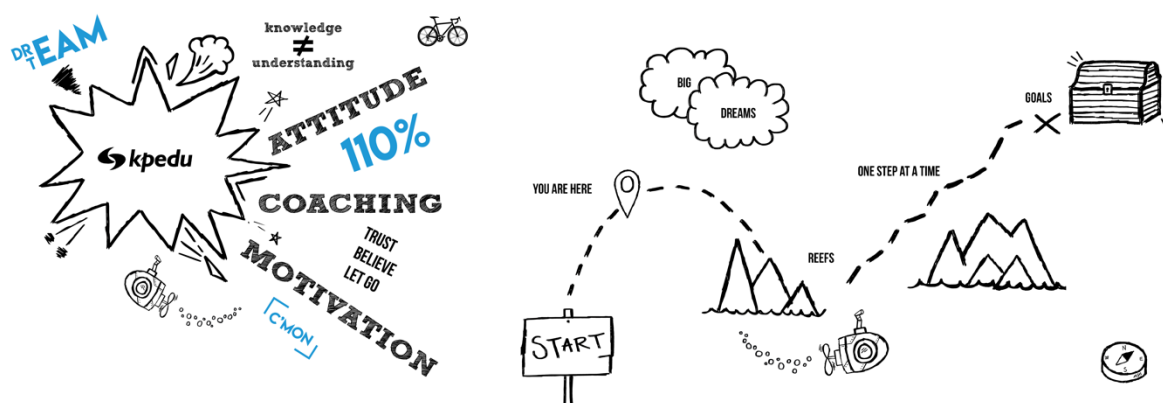 DR
TEAM
kpedu
knowledge
≠
understanding
ATTITUDE
110%
COACHING
TRUST
BELIEVE
LET GO
MOTIVATION
C'MON
START
YOU ARE HERE
BIG
DREAMS
REEFS
ONE STEP AT A TIME
GOALS
N
S